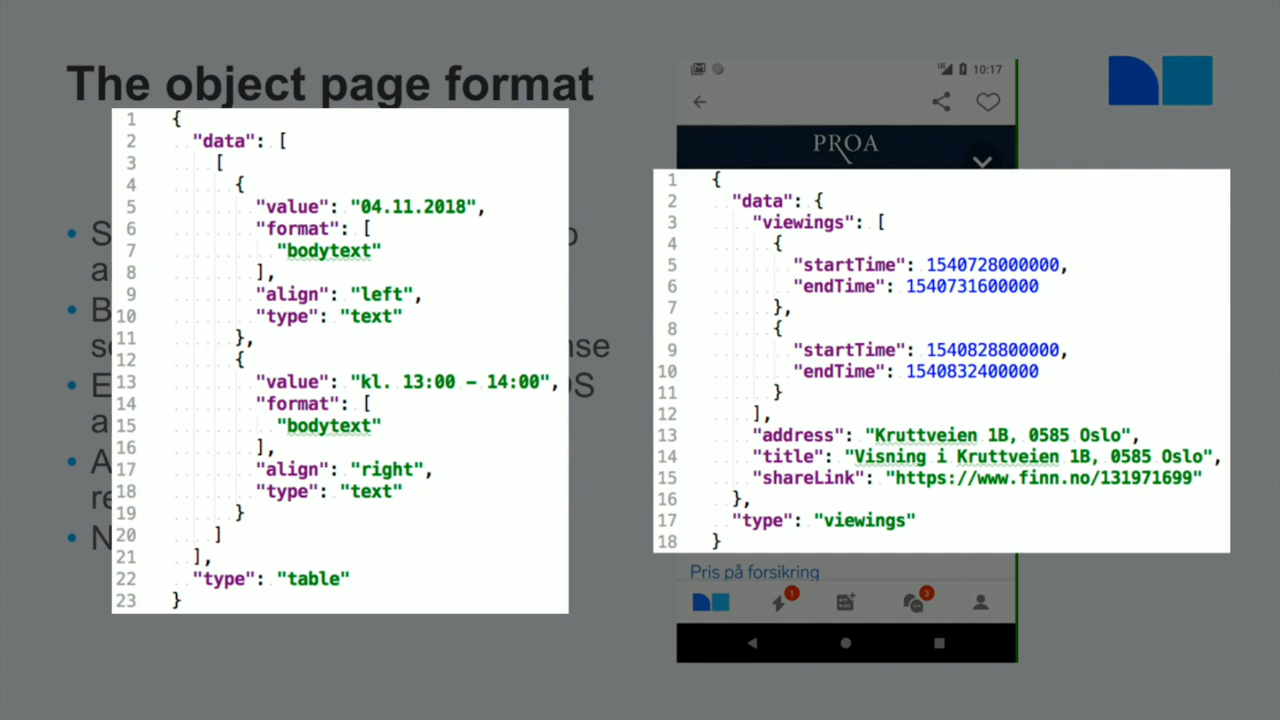 The object page format
1 {
2 "data": [
3 [
4 {
5 "value": "04.11.2018",
6 "format": [
7 "bodytext"
8 ],
9 "align": "left",
10 "type": "text"
11 },
12 {
13 "value": "kl. 13:00 – 14:00",
14 "format": [
15 "bodytext"
16 ],
17 "align": "right",
18 "type": "text"
19 }
20 ]
21 ],
22 "type": "table"
23 }
10:17
PROA
1 {
2 "data": {
3 "viewings": [
4 {
5 "startTime": 1540728000000,
6 "endTime": 1540731600000
7 },
8 {
9 "startTime": 1540828800000,
10 "endTime": 1540832400000
11 }
12 ],
13 "address": "Kruttveien 1B, 0585 Oslo",
14 "title": "Visning i Kruttveien 1B, 0585 Oslo",
15 "shareLink": "https://www.finn.no/131971699"
16 },
17 "type": "viewings"
18 }
Pris på forsikring
1
3